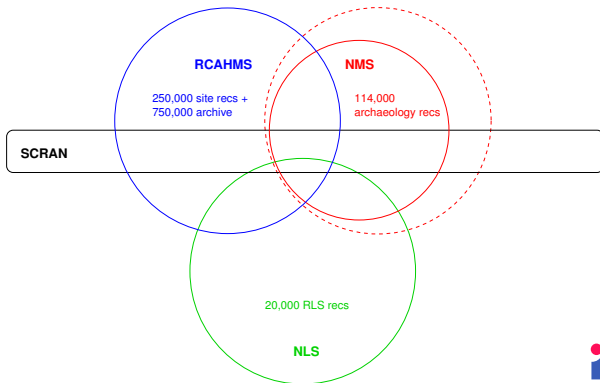 RCAHMS
NMS
250,000 site recs +
750,000 archive
114,000
archaeology recs
SCRAN
20,000 RLS recs
NLS